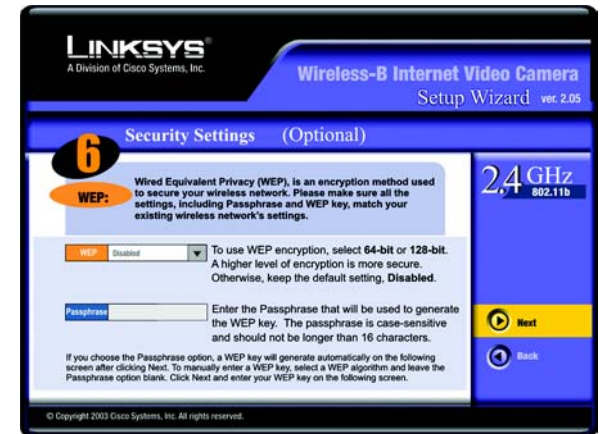 LINKSYS®
A Division of Cisco Systems, Inc.
Wireless-B Internet Video Camera
Setup Wizard ver. 2.05
6
Security Settings (Optional)
WEP:
Wired Equivalent Privacy (WEP), is an encryption method used
to secure your wireless network. Please make sure all the
settings, including Passphrase and WEP key, match your
existing wireless network's settings.
2.4 GHz
802.11b
WEP Disabled
To use WEP encryption, select 64-bit or 128-bit.
A higher level of encryption is more secure.
Otherwise, keep the default setting, Disabled.
Passphrase
Enter the Passphrase that will be used to generate
the WEP key. The passphrase is case-sensitive
and should not be longer than 16 characters.
Next
Back
If you choose the Passphrase option, a WEP key will generate automatically on the following
screen after clicking Next. To manually enter a WEP key, select a WEP algorithm and leave the
Passphrase option blank. Click Next and enter your WEP key on the following screen.
© Copyright 2003 Cisco Systems, Inc. All rights reserved.